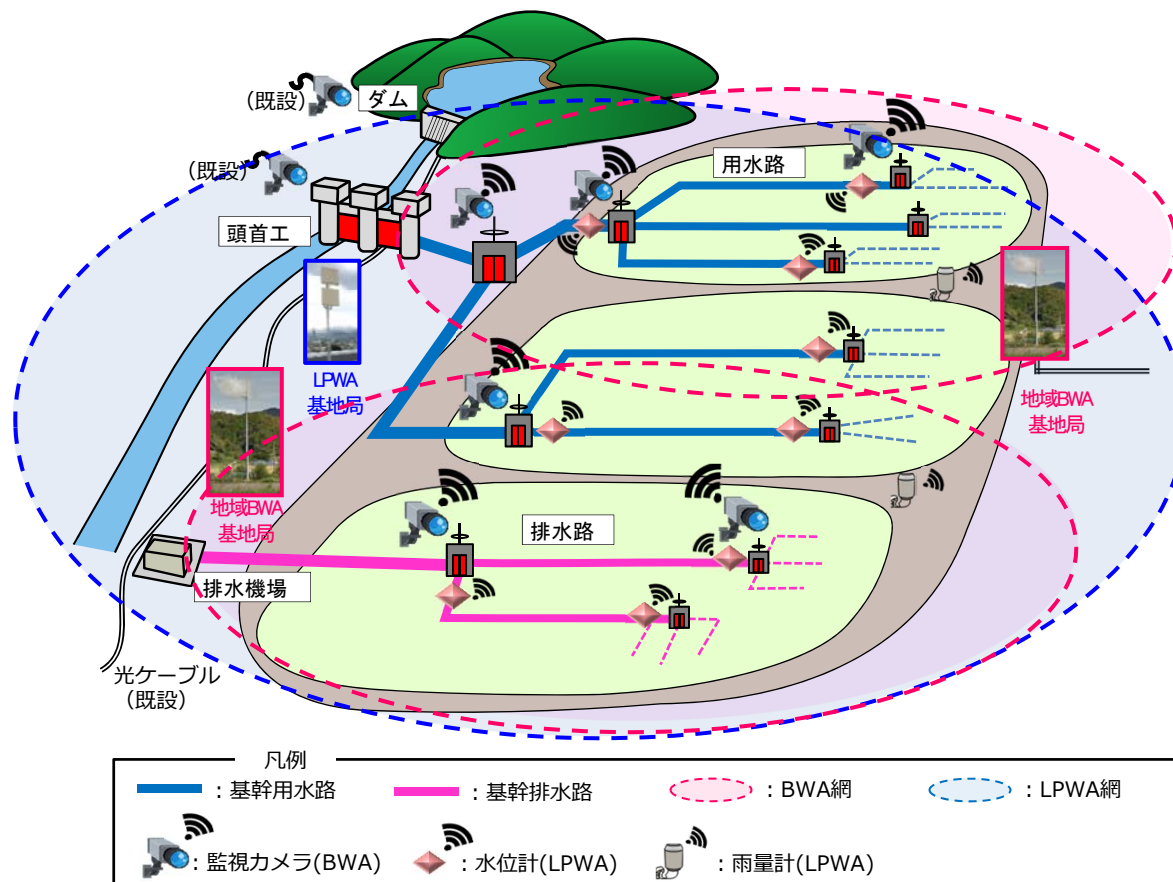 （既設）
ダム
（既設）
用水路
頭首工
LPWA
基地局
地域BWA
基地局
地域BWA
基地局
排水路
排水機場
光ケーブル
（既設）
凡例
：基幹用水路
：基幹排水路
：BWA網
：LPWA網
：監視カメラ(BWA)
：水位計(LPWA)
：雨量計(LPWA)